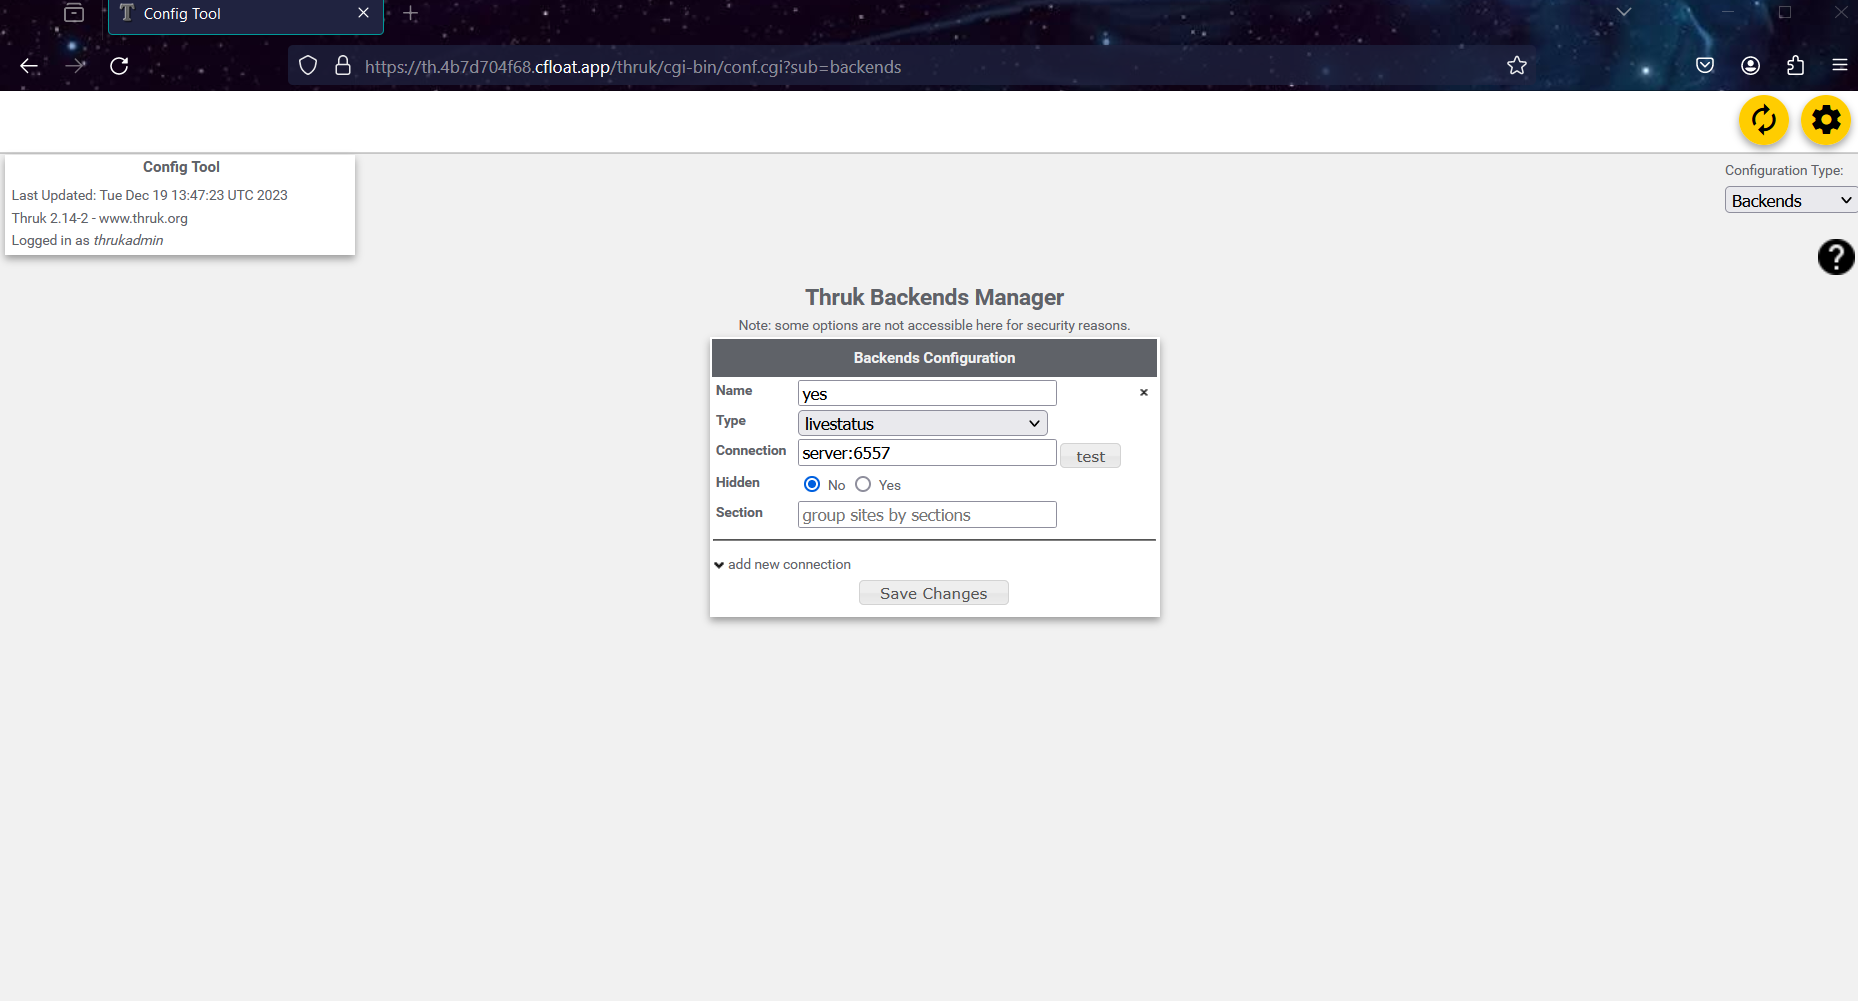 Config Tool
https://th.4b7d704f68.cfloat.app/thruk/cgi-bin/conf.cgi?sub=backends
Config Tool
Last Updated: Tue Dec 19 13:47:23 UTC 2023
Thruk 2.14-2 - www.thruk.org
Logged in as thrukadmin
Configuration Type:
Backends
?
Thruk Backends Manager
Note: some options are not accessible here for security reasons.
Backends Configuration
Name yes
Type livestatus
Connection server:6557 test
Hidden No Yes
Section group sites by sections
add new connection
Save Changes